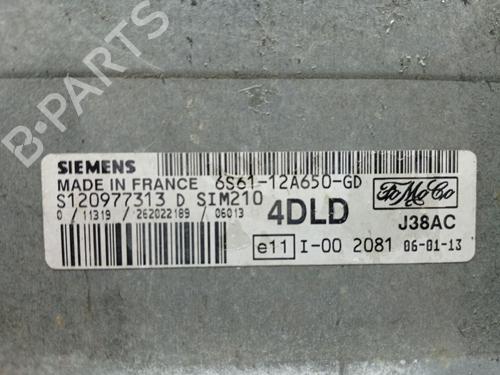 B-PARTS
SIEMENS
MADE IN FRANCE 6S61-12A650-GD
S120977313 D SIM210
0 / 11319 / 262022189 / 06013
4DLD
FoMoCo
J38AC
e11 I-00 2081 06-01-13